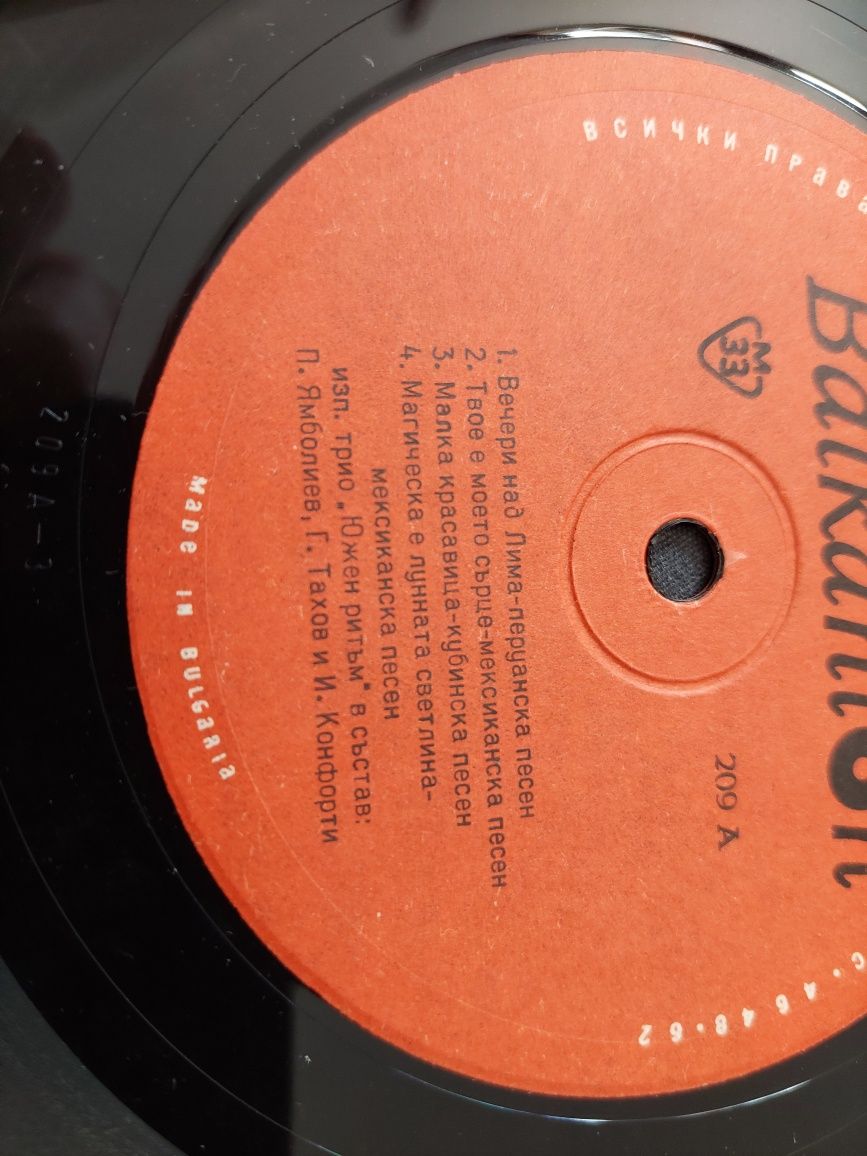 ВСИЧКИ ПРАВА
Balkanton
M
33
209 A
1. Вечери над Лима-перуанска песен
2. Твое е моето сърце-мексиканска песен
3. Малка красавица-кубинска песен
4. Магическа е лунната светлина-
мексиканска песен
изп. трио „Южен ритъм" в състав:
П. Ямболиев, Г. Тахов и И. Конфорти
MADE IN BULGARIA
209A-1